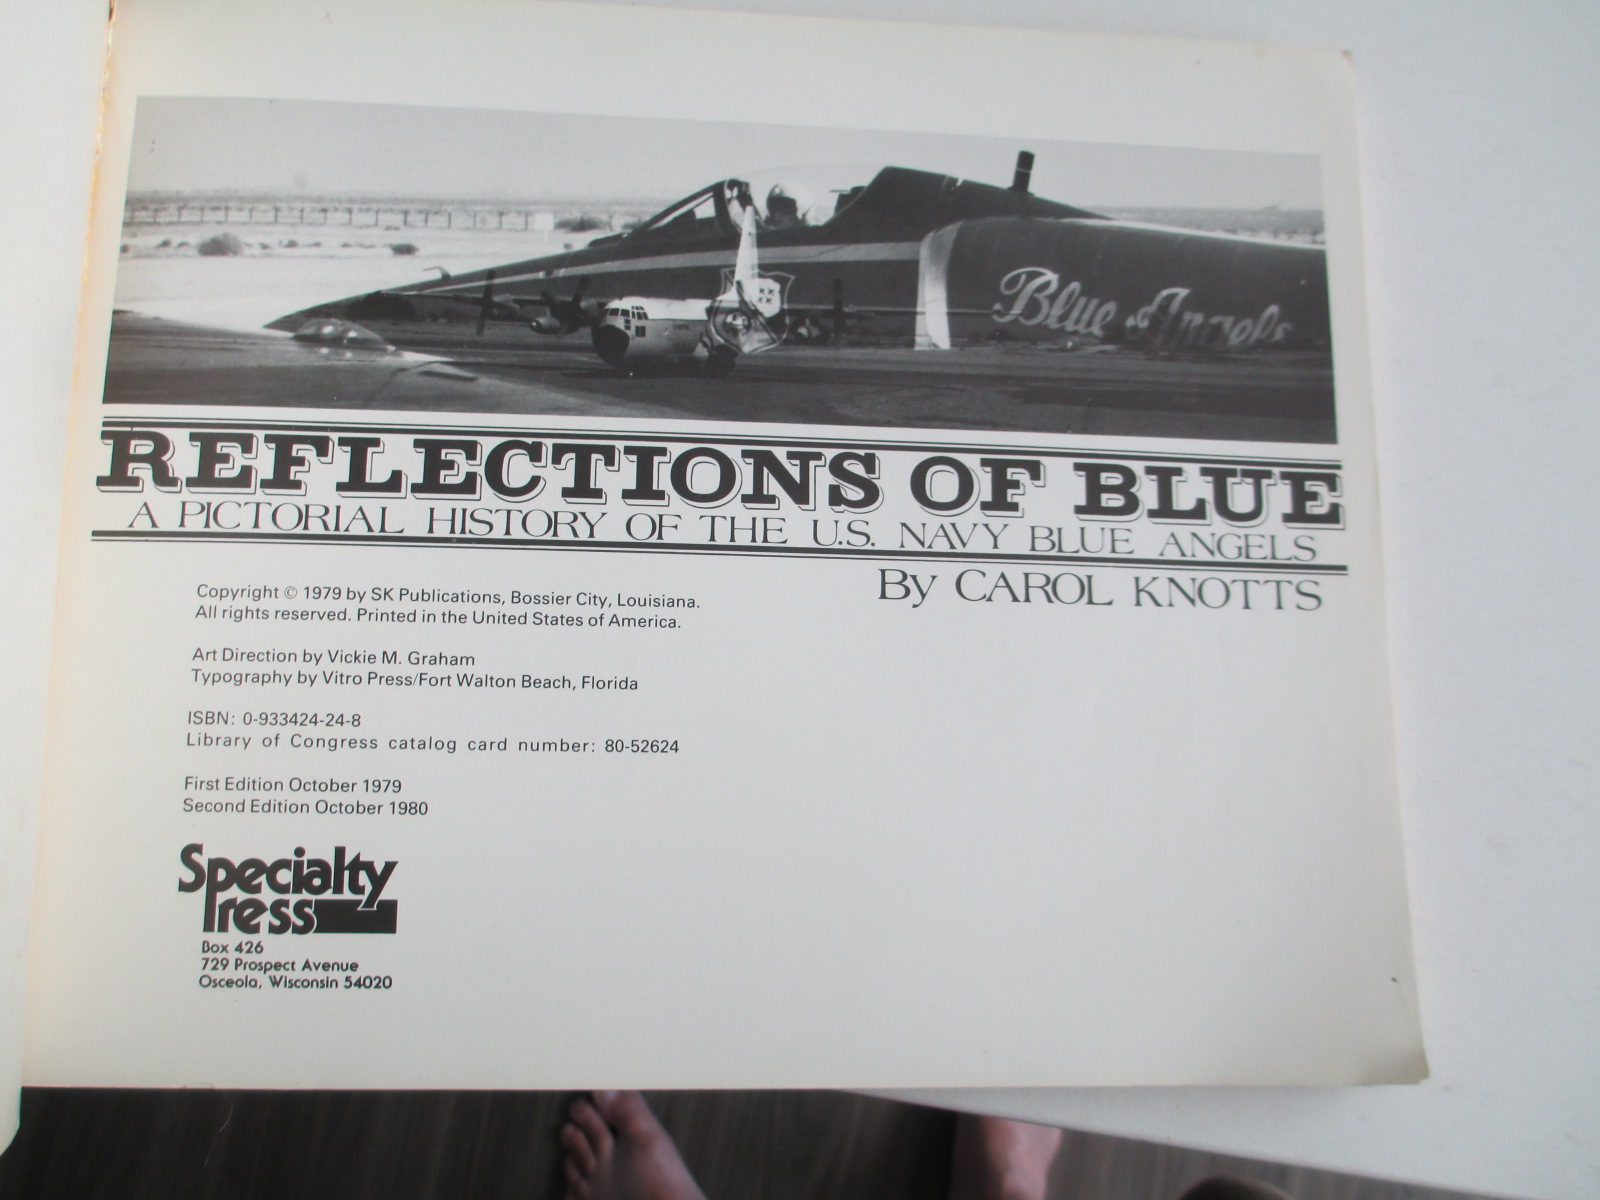 Blue Angels
REFLECTIONS OF BLUE
A PICTORIAL HISTORY OF THE U.S. NAVY BLUE ANGELS
By CAROL KNOTTS
Copyright © 1979 by SK Publications, Bossier City, Louisiana.
All rights reserved. Printed in the United States of America.
Art Direction by Vickie M. Graham
Typography by Vitro Press/Fort Walton Beach, Florida
ISBN: 0-933424-24-8
Library of Congress catalog card number: 80-52624
First Edition October 1979
Second Edition October 1980
Specialty
Press
Box 426
729 Prospect Avenue
Osceola, Wisconsin 54020